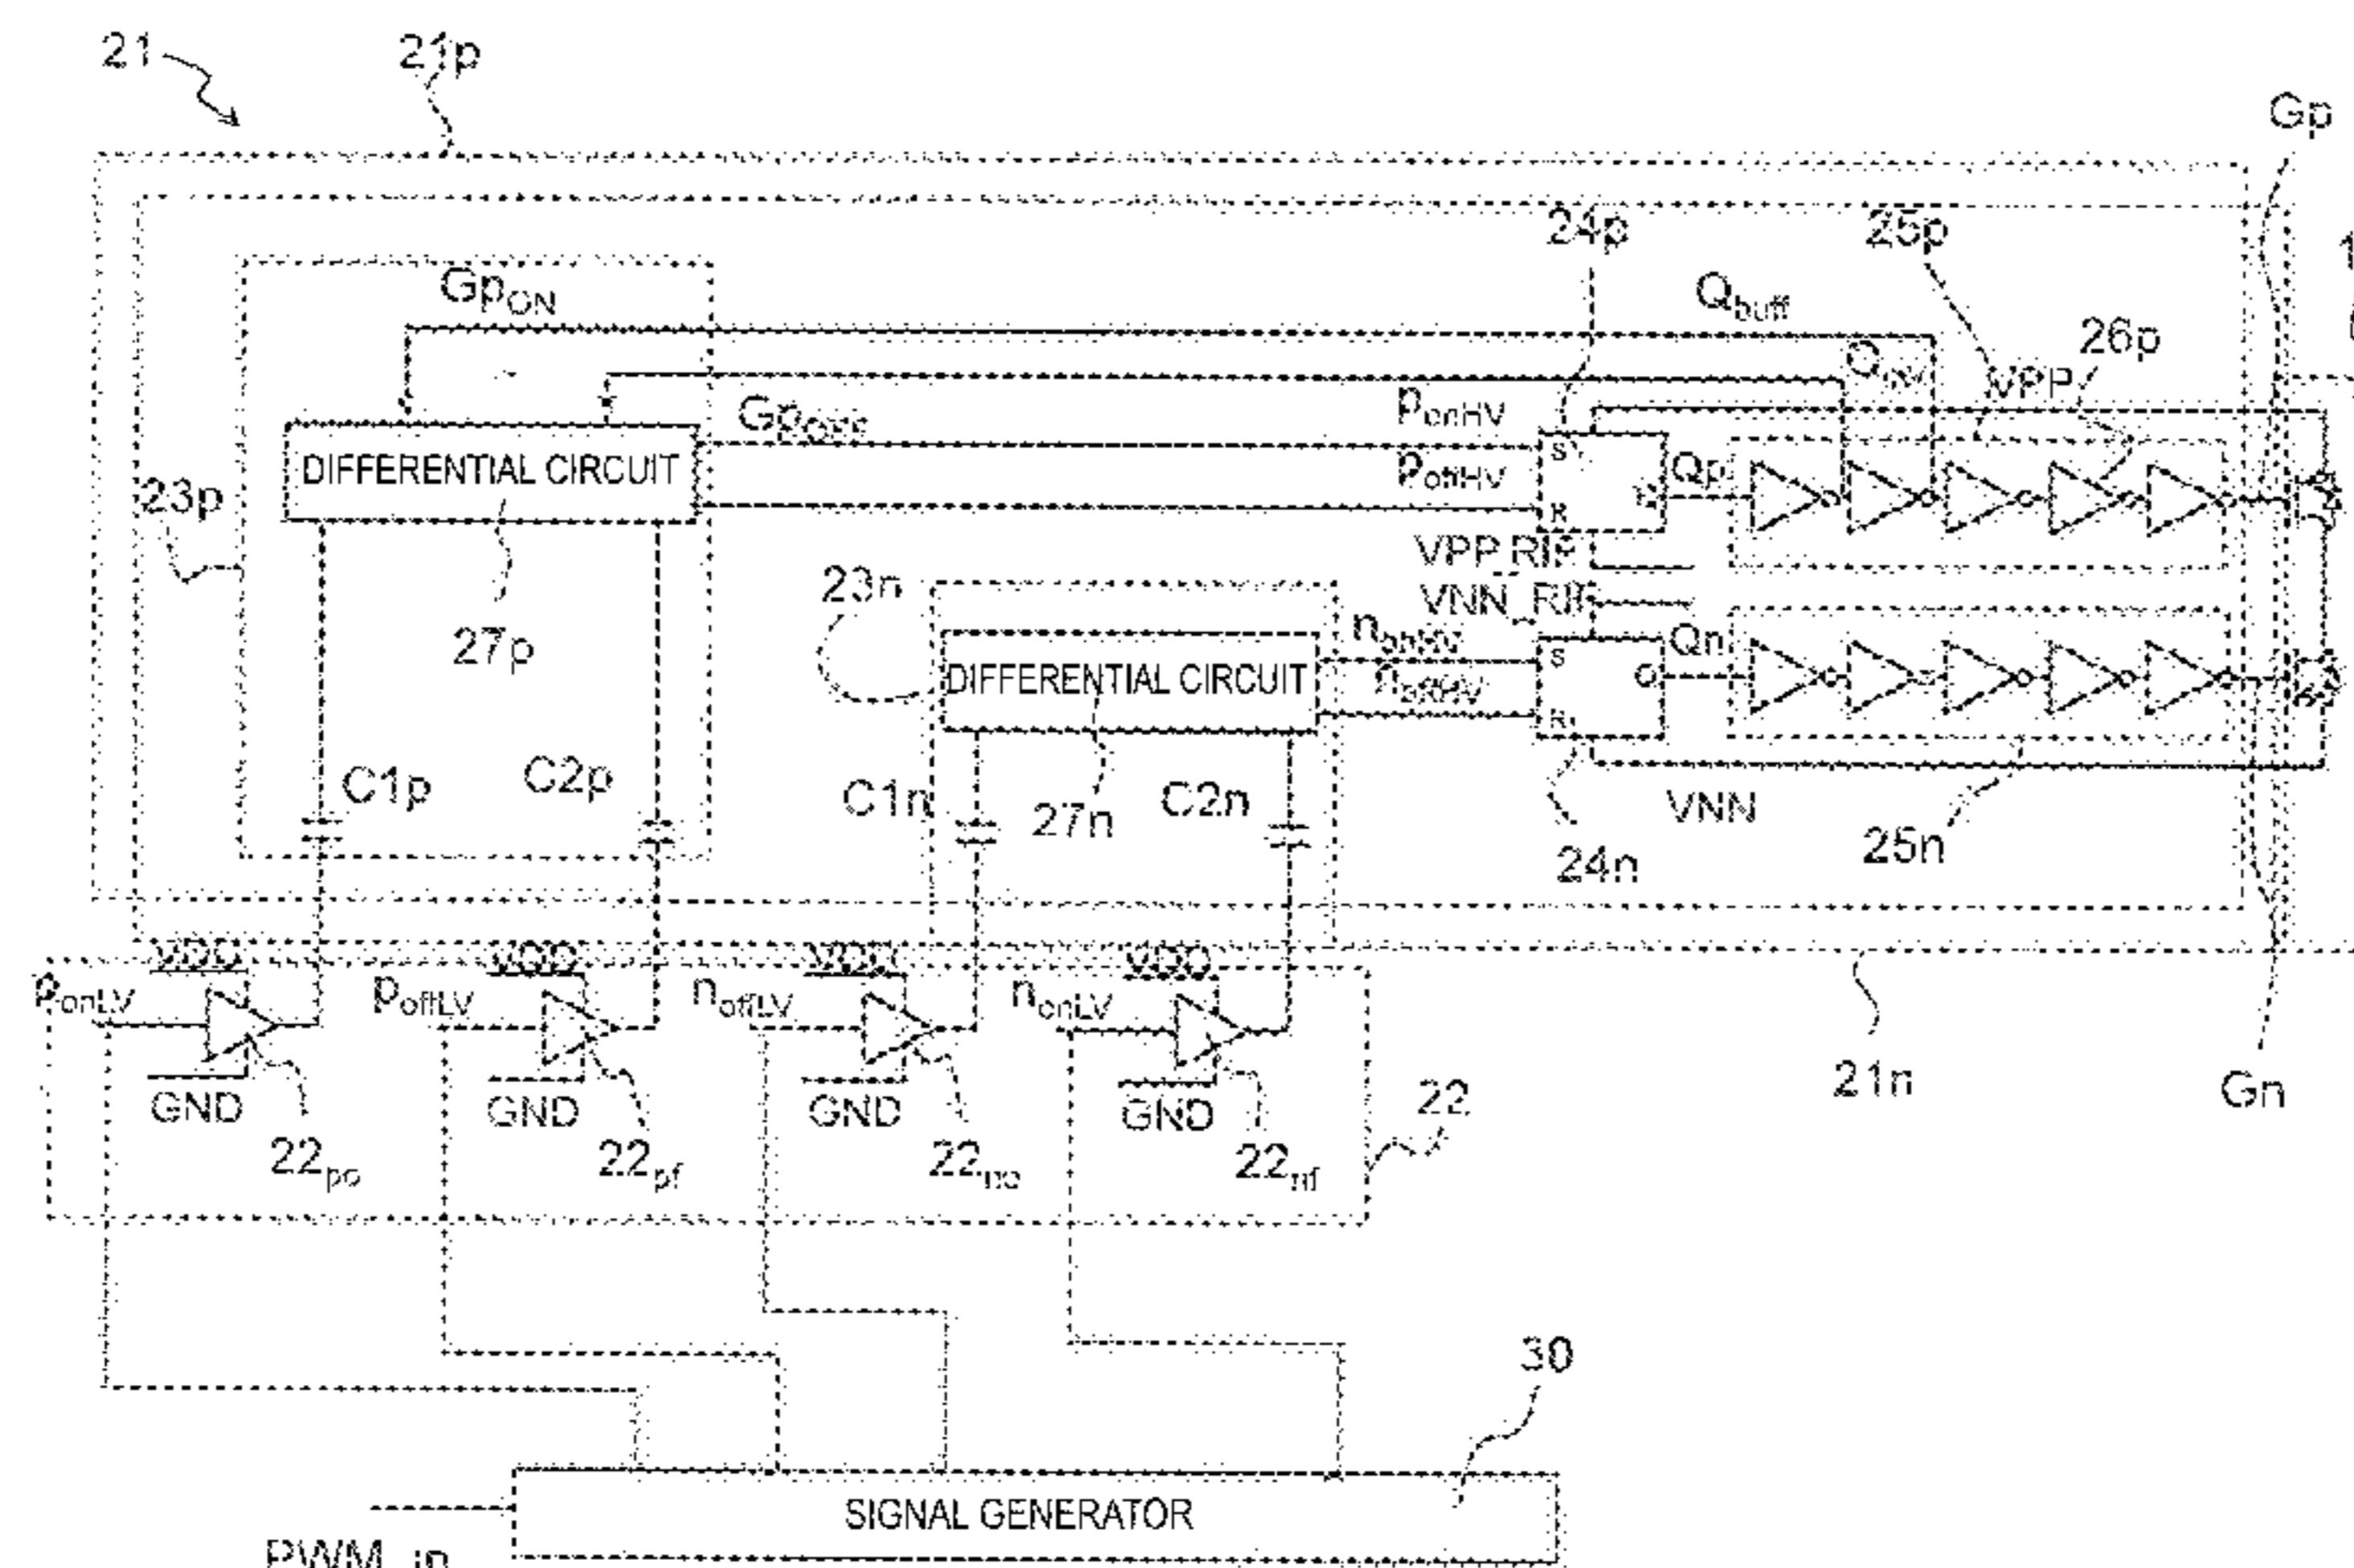 21
21p
Gp
24p
25p
Gp_ON
Q_buff
26p
Q_inv
VPP
p_onHV
Gp_OFF
DIFFERENTIAL CIRCUIT
p_offHV
S
Qp
23p
R
VPP_RIF
27p
23n
VNN_RIF
n_onHV
Qn
S
DIFFERENTIAL CIRCUIT
n_offHV
Q
R
C1p
C2p
C1n
C2n
27n
VNN
24n
25n
VDD
VDD
VDD
VDD
p_onLV
p_offLV
n_offLV
n_onLV
21n
Gn
GND
GND
GND
GND
22
22_po
22_pf
22_no
22_nf
30
SIGNAL GENERATOR
PWM_in